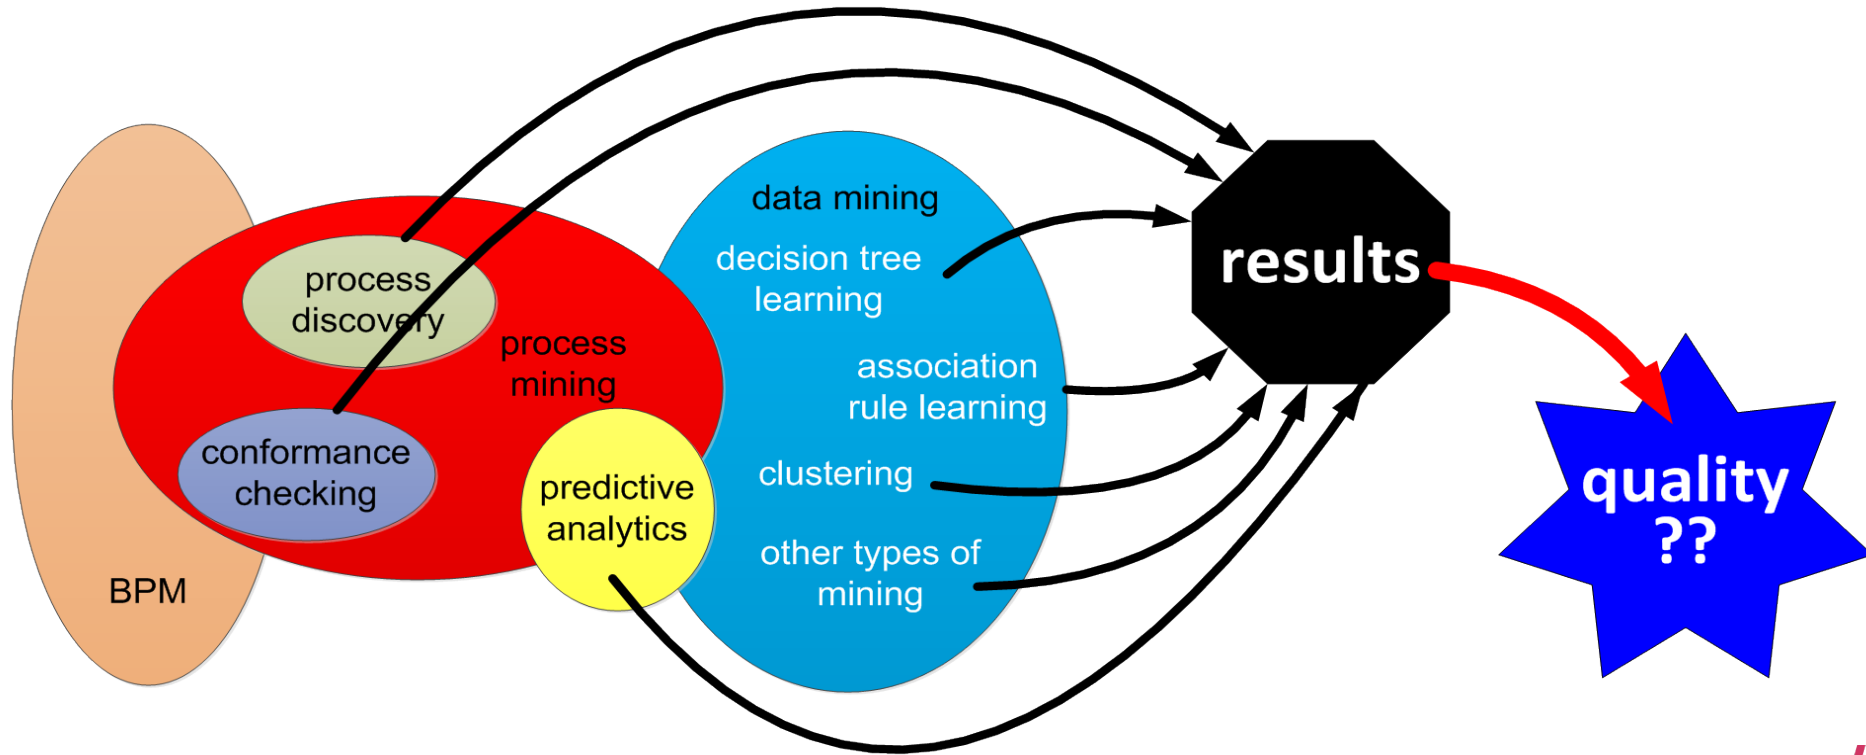 process
discovery
process
mining
conformance
checking
predictive
analytics
BPM
data mining
decision tree
learning
association
rule learning
clustering
other types of
mining
results
quality
??